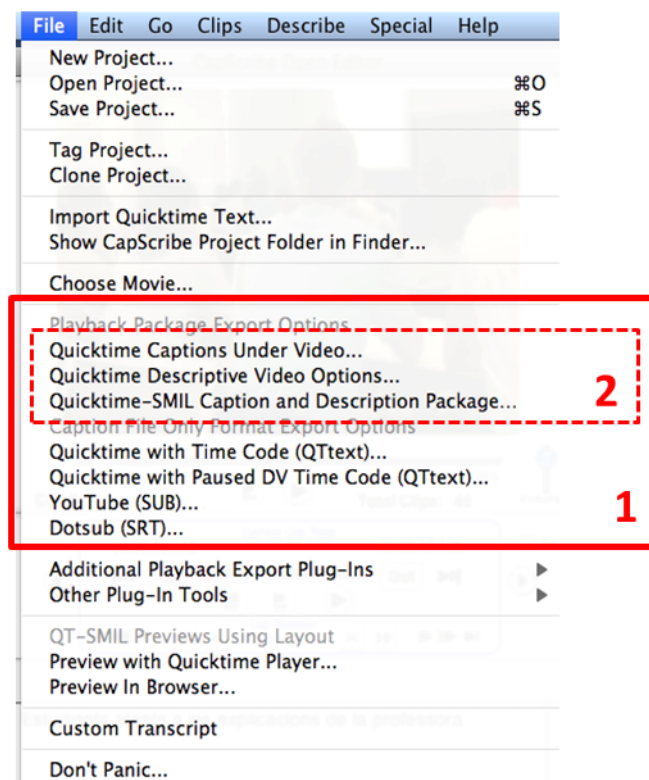 File Edit Go Clips Describe Special Help
New Project...
Open Project... ⌘O
Save Project... ⌘S
Tag Project...
Clone Project...
Import Quicktime Text...
Show CapScribe Project Folder in Finder...
Choose Movie...
Playback Package Export Options
Quicktime Captions Under Video...
Quicktime Descriptive Video Options...
Quicktime-SMIL Caption and Description Package...
2
Caption File Only Format Export Options
Quicktime with Time Code (QTtext)...
Quicktime with Paused DV Time Code (QTtext)...
YouTube (SUB)...
1
Dotsub (SRT)...
Additional Playback Export Plug-Ins
Other Plug-In Tools
QT-SMIL Previews Using Layout
Preview with Quicktime Player...
Preview In Browser...
Custom Transcript
Don't Panic...